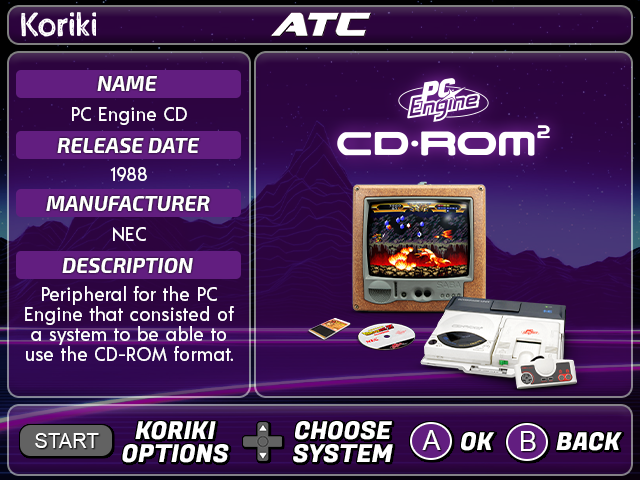 Koriki
ATC
NAME
PC Engine CD
RELEASE DATE
1988
MANUFACTURER
NEC
DESCRIPTION
Peripheral for the PC
Engine that consisted of
a system to be able to
use the CD-ROM format.
PC
Engine
CD·ROM²
START
KORIKI
OPTIONS
CHOOSE
SYSTEM
A
OK
B
BACK